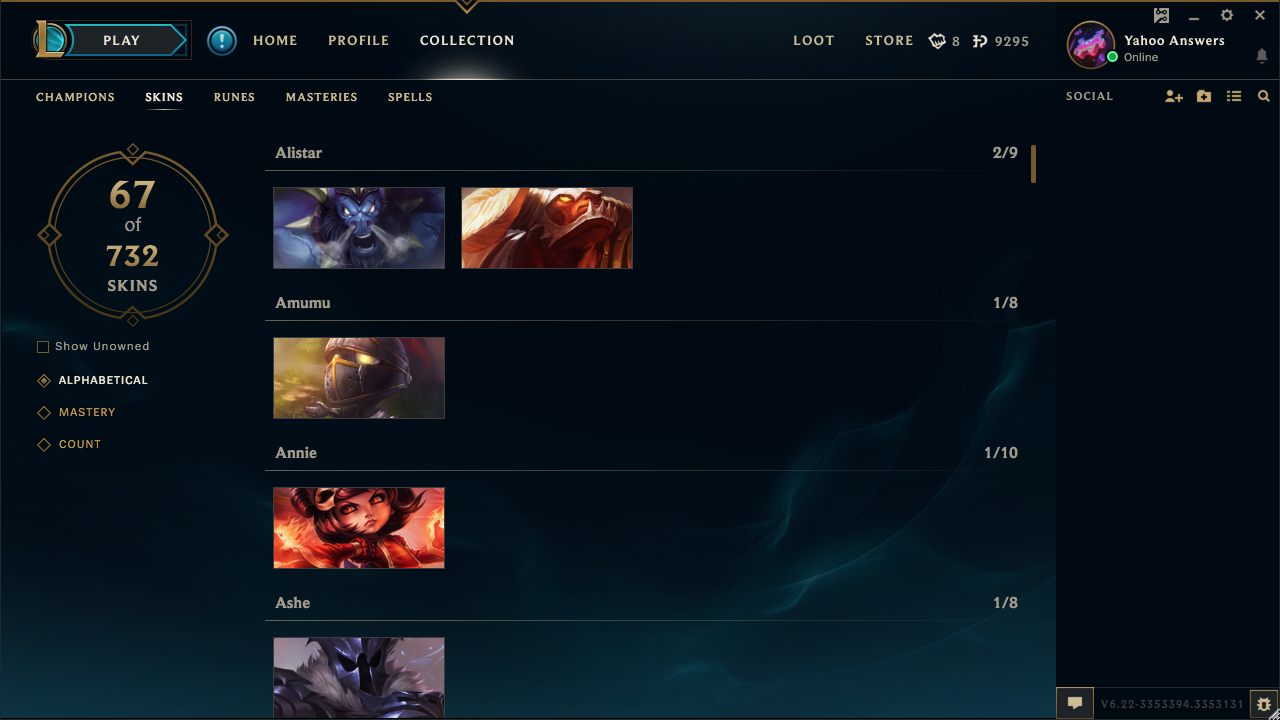 PLAY
HOME
PROFILE
COLLECTION
LOOT
STORE
8
9295
Yahoo Answers
Online
CHAMPIONS
SKINS
RUNES
MASTERIES
SPELLS
SOCIAL
67
of
732
SKINS
Show Unowned
ALPHABETICAL
MASTERY
COUNT
Alistar 2/9
Amumu 1/8
Annie 1/10
Ashe 1/8
V6.22-3353394.3353131